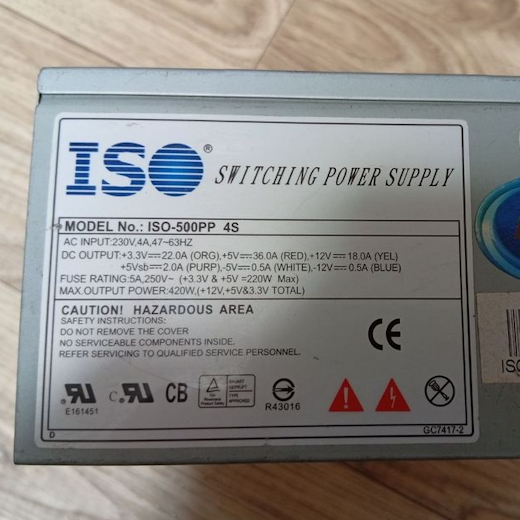 ISO® SWITCHING POWER SUPPLY
MODEL No.: ISO-500PP 4S
AC INPUT:230V,4A,47~63HZ
DC OUTPUT:+3.3V⎓22.0A (ORG),+5V⎓36.0A (RED),+12V⎓18.0A (YEL)
+5Vsb⎓2.0A (PURP),-5V⎓0.5A (WHITE),-12V⎓0.5A (BLUE)
FUSE RATING:5A,250V~ (+3.3V & +5V =220W Max)
MAX.OUTPUT POWER:420W,(+12V,+5V&3.3V TOTAL)
CAUTION! HAZARDOUS AREA
SAFETY INSTRUCTIONS:
DO NOT REMOVE THE COVER
NO SERVICEABLE COMPONENTS INSIDE
REFER SERVICING TO QUALIFIED SERVICE PERSONNEL.
CE
ISO
CB
E161451
R43016
D
GC7417-2